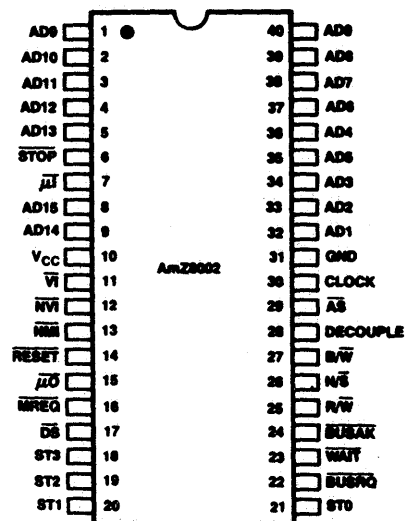 AD9 1 40 AD0
AD10 2 39 AD8
AD11 3 38 AD7
AD12 4 37 AD6
AD13 5 36 AD4
STOP 6 35 AD5
μI 7 34 AD3
AD15 8 33 AD2
AD14 9 32 AD1
VCC 10 31 GND
AmZ8002
VI 11 30 CLOCK
NVI 12 29 AS
NMI 13 28 DECOUPLE
RESET 14 27 B/W
μO 15 26 N/S
MREQ 16 25 R/W
DS 17 24 BUSAK
ST3 18 23 WAIT
ST2 19 22 BUSRQ
ST1 20 21 ST0